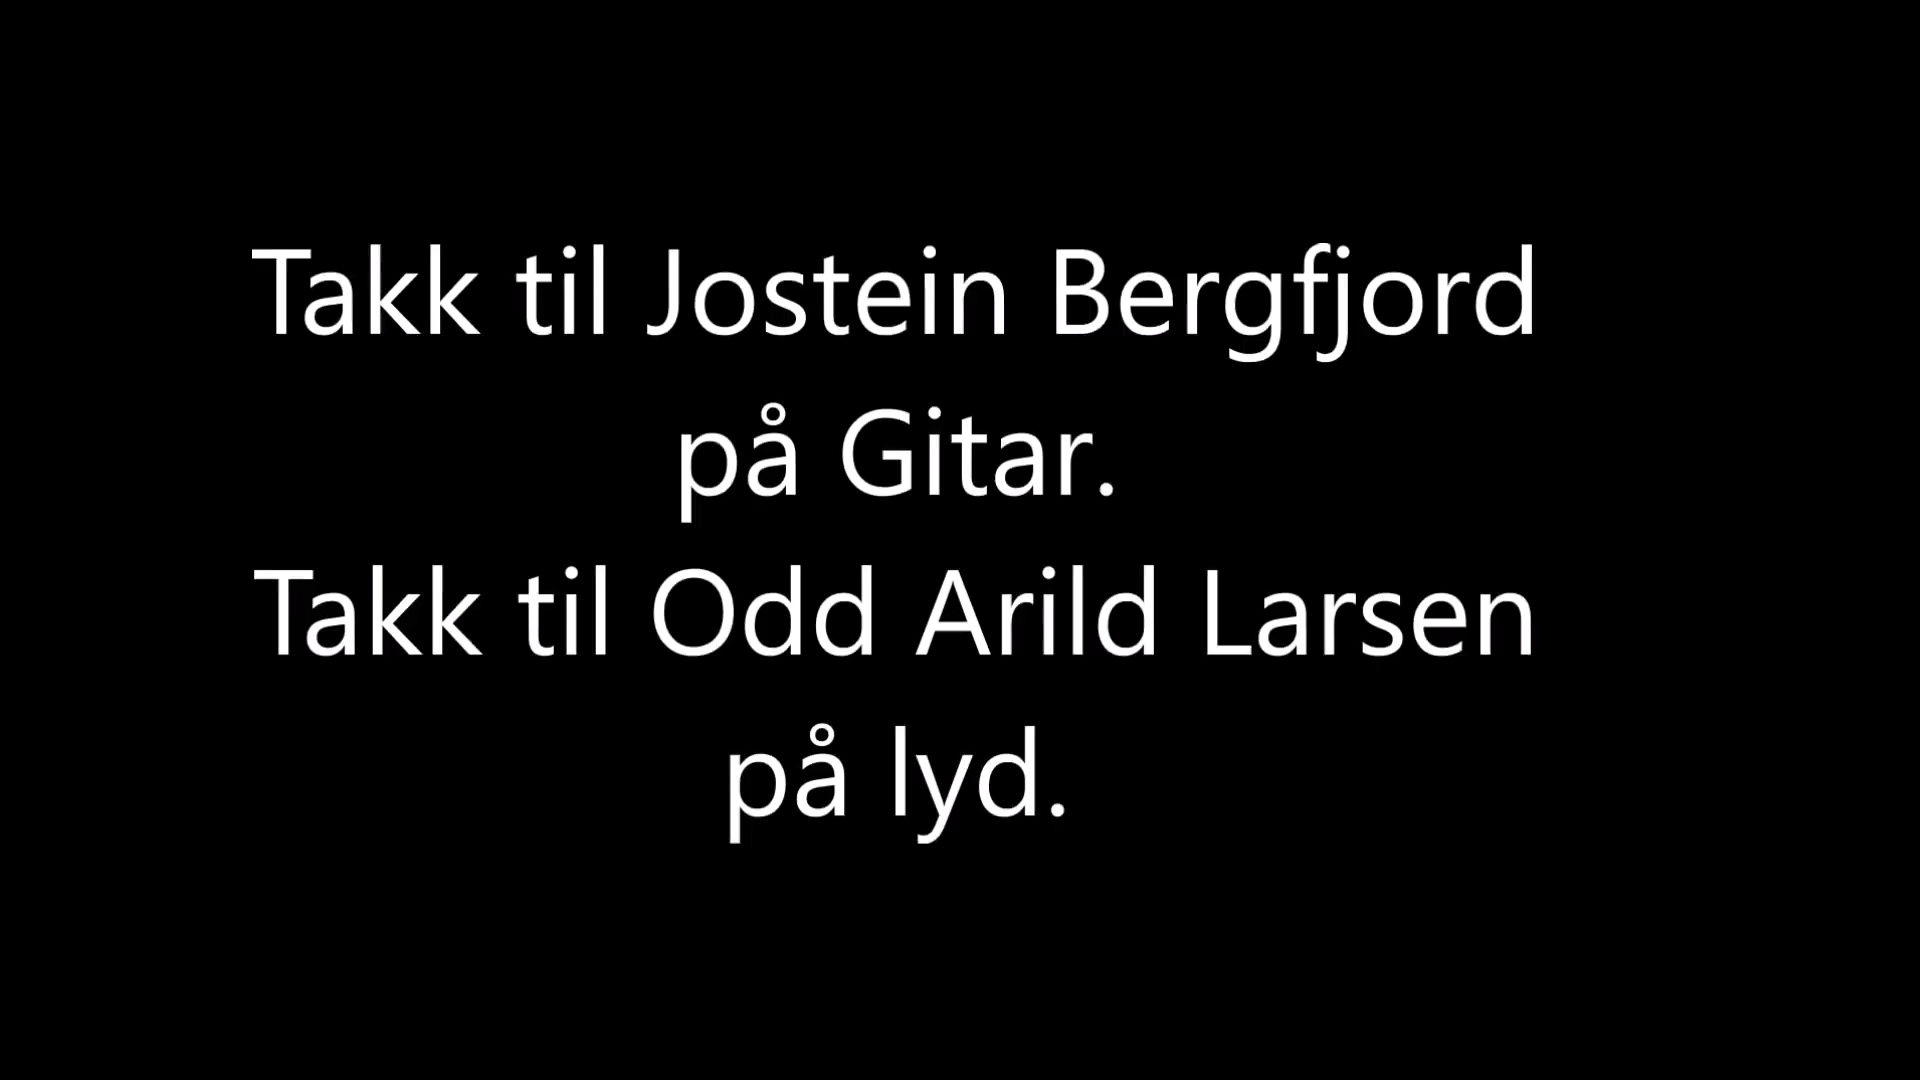 Takk til Jostein Bergfjord
på Gitar.
Takk til Odd Arild Larsen
på lyd.